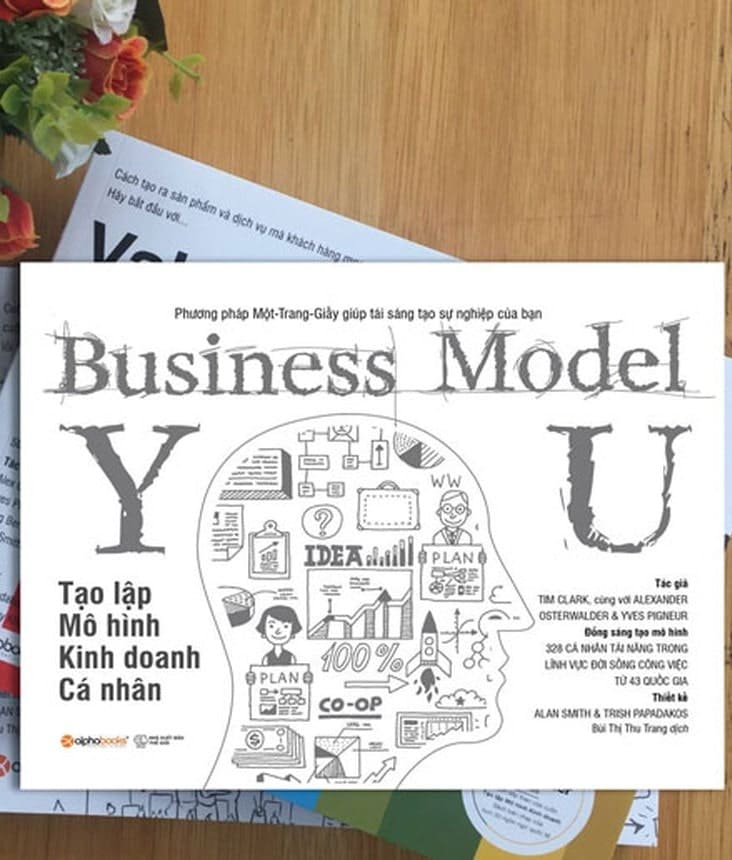 Cách tạo ra sản phẩm và dịch vụ mà khách hàng
Hãy bắt đầu với...
Phương pháp Một-Trang-Giấy giúp tái sáng tạo sự nghiệp của bạn
Business Model
Y U
WW
?
IDEA
PLAN
100%
PLAN
CO-OP
$
Tạo lập
Mô hình
Kinh doanh
Cá nhân
alphabooks
NHÀ XUẤT BẢN
THẾ GIỚI
Tác giả
TIM CLARK, cùng với ALEXANDER
OSTERWALDER & YVES PIGNEUR
Đồng sáng tạo mô hình
328 CÁ NHÂN TÀI NĂNG TRONG
LĨNH VỰC ĐỜI SỐNG CÔNG VIỆC
TỪ 43 QUỐC GIA
Thiết kế
ALAN SMITH & TRISH PAPADAKOS
Bùi Thị Thu Trang dịch